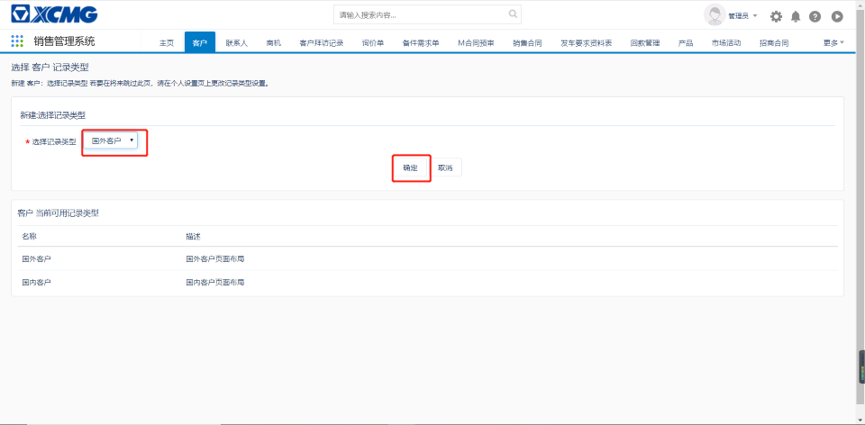 XCMG
请输入搜索内容...
管理员
销售管理系统
主页 客户 联系人 商机 客户拜访记录 询价单 备件需求单 M合同预审 销售合同 发车要求资料表 回款管理 产品 市场活动 招商合同 更多
选择 客户 记录类型
新建 客户：选择记录类型 若要在将来跳过此页，请在个人设置页上更改记录类型设置。
新建:选择记录类型
* 选择记录类型 国外客户
确定 取消
客户 当前可用记录类型
名称 描述
国外客户 国外客户页面布局
国内客户 国内客户页面布局